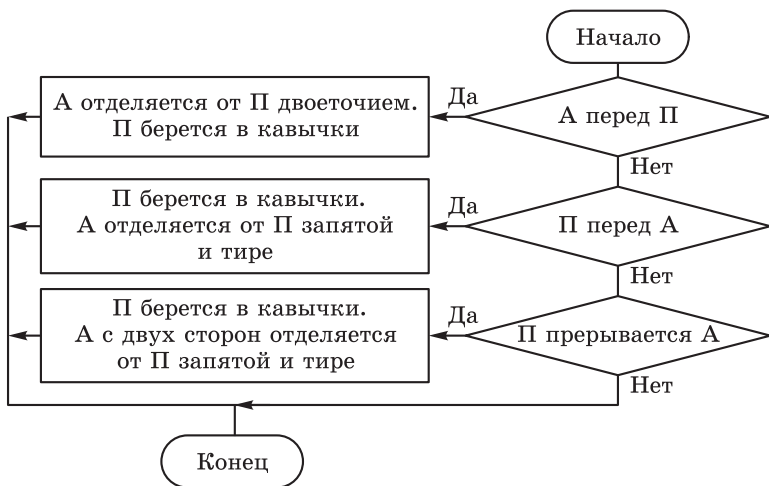 Начало
А перед П
Да
А отделяется от П двоеточием.
П берется в кавычки
Нет
П перед А
Да
П берется в кавычки.
А отделяется от П запятой
и тире
Нет
П прерывается А
Да
П берется в кавычки.
А с двух сторон отделяется
от П запятой и тире
Нет
Конец